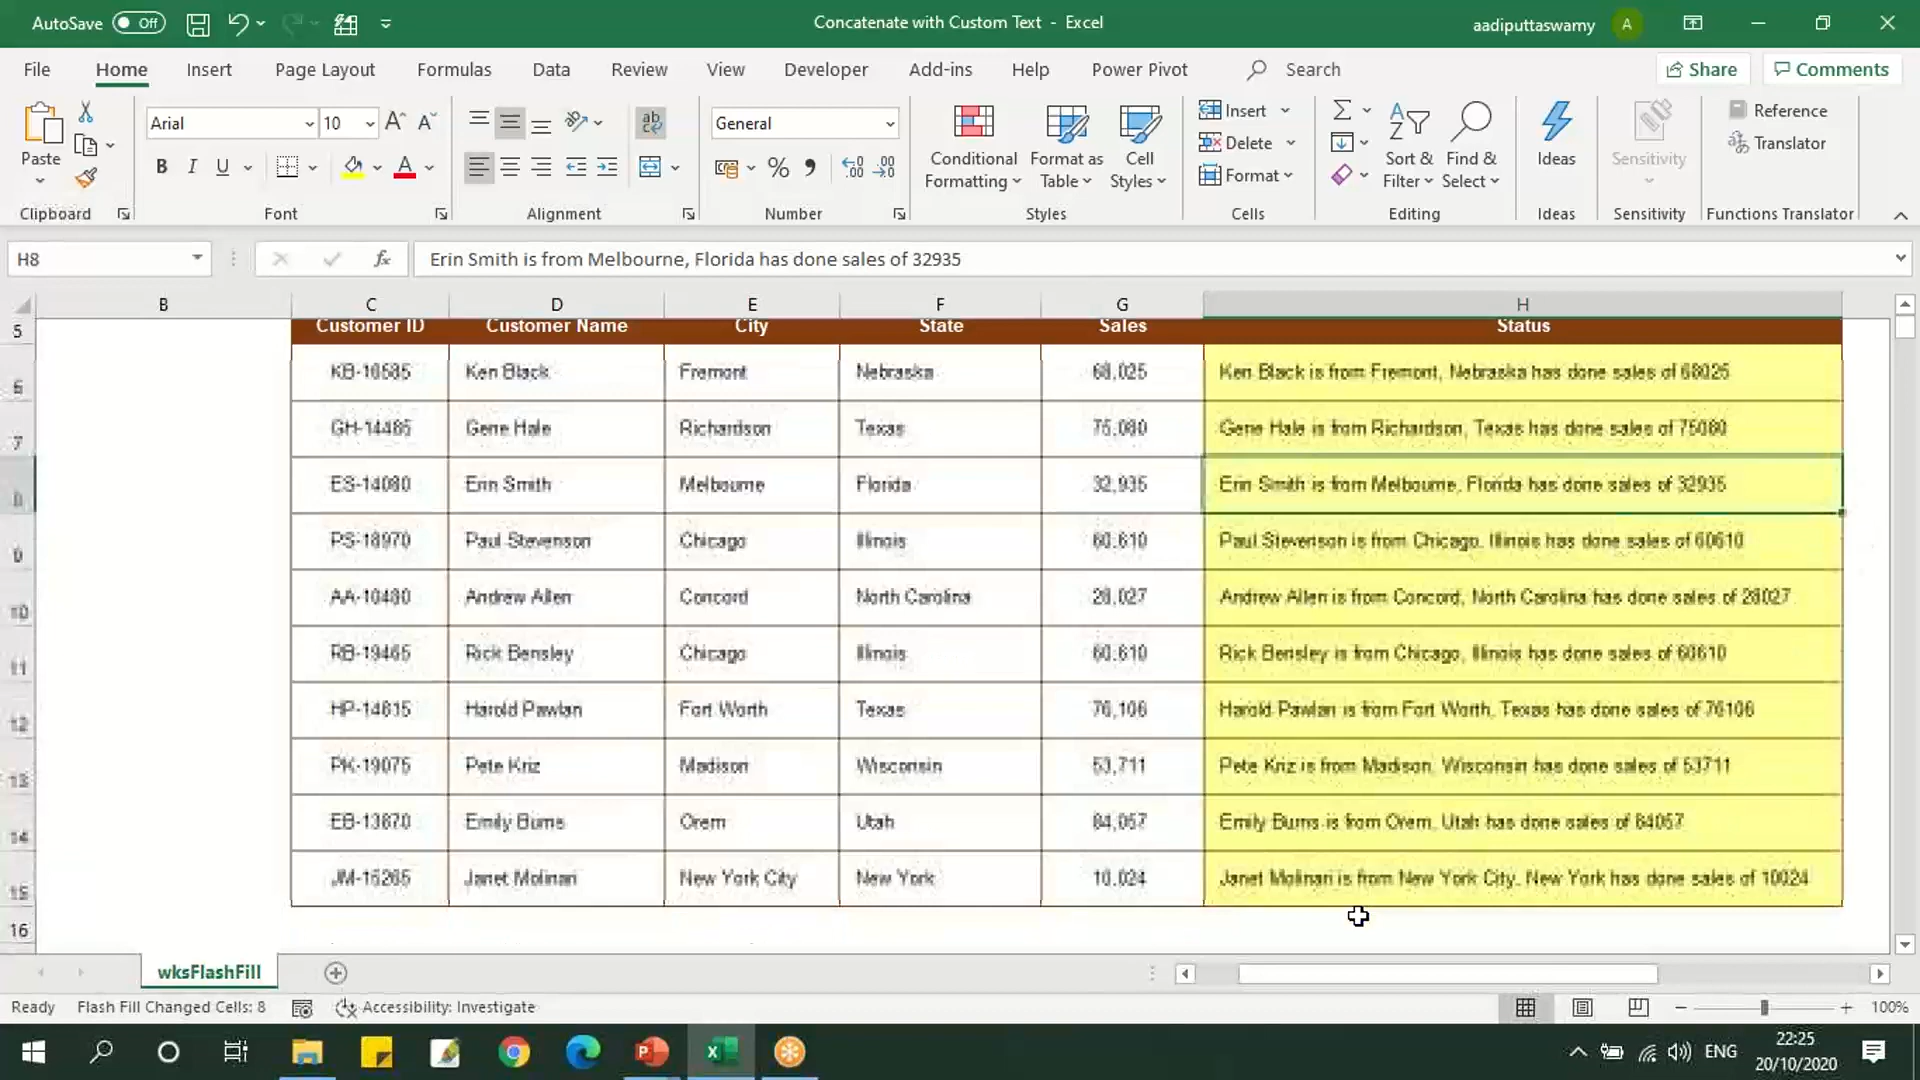 AutoSave Off
Concatenate with Custom Text - Excel
aadiputtaswamy A
File Home Insert Page Layout Formulas Data Review View Developer Add-ins Help Power Pivot Search Share Comments
Paste
Arial 10
General
Conditional Formatting
Format as Table
Cell Styles
Insert
Delete
Format
Sort & Filter
Find & Select
Ideas
Sensitivity
Reference
Translator
Clipboard Font Alignment Number Styles Cells Editing Ideas Sensitivity Functions Translator
H8 fx Erin Smith is from Melbourne, Florida has done sales of 32935
B C D E F G H
5 Customer ID Customer Name City State Sales Status
6 KB-16585 Ken Black Fremont Nebraska 68,025 Ken Black is from Fremont, Nebraska has done sales of 68025
7 GH-14485 Gene Hale Richardson Texas 75,080 Gene Hale is from Richardson, Texas has done sales of 75080
8 ES-14080 Erin Smith Melbourne Florida 32,935 Erin Smith is from Melbourne, Florida has done sales of 32935
9 PS-18970 Paul Stevenson Chicago Illinois 60,610 Paul Stevenson is from Chicago, Illinois has done sales of 60610
10 AA-10480 Andrew Allen Concord North Carolina 28,027 Andrew Allen is from Concord, North Carolina has done sales of 28027
11 RB-19465 Rick Bensley Chicago Illinois 60,610 Rick Bensley is from Chicago, Illinois has done sales of 60610
12 HP-14815 Harold Pawlan Fort Worth Texas 76,106 Harold Pawlan is from Fort Worth, Texas has done sales of 76106
13 PK-19075 Pete Kriz Madison Wisconsin 53,711 Pete Kriz is from Madison, Wisconsin has done sales of 53711
14 EB-13870 Emily Burns Orem Utah 84,057 Emily Burns is from Orem, Utah has done sales of 84057
15 JM-15265 Janet Molinari New York City New York 10,024 Janet Molinari is from New York City, New York has done sales of 10024
16
wksFlashFill
Ready Flash Fill Changed Cells: 8 Accessibility: Investigate 100%
ENG
22:25
20/10/2020